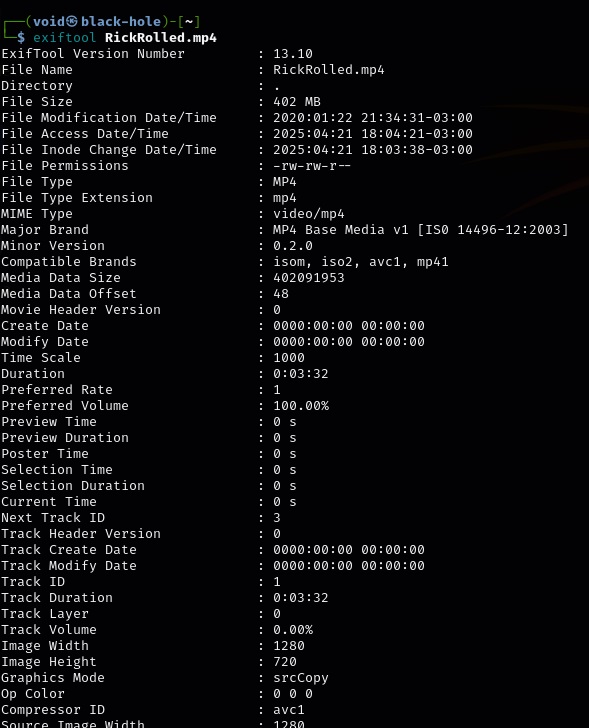 ┌──(void㉿black-hole)-[~]
└─$ exiftool RickRolled.mp4
ExifTool Version Number         : 13.10
File Name                       : RickRolled.mp4
Directory                       : .
File Size                       : 402 MB
File Modification Date/Time     : 2020:01:22 21:34:31-03:00
File Access Date/Time           : 2025:04:21 18:04:21-03:00
File Inode Change Date/Time     : 2025:04:21 18:03:38-03:00
File Permissions                : -rw-rw-r--
File Type                       : MP4
File Type Extension             : mp4
MIME Type                       : video/mp4
Major Brand                     : MP4 Base Media v1 [IS0 14496-12:2003]
Minor Version                   : 0.2.0
Compatible Brands               : isom, iso2, avc1, mp41
Media Data Size                 : 402091953
Media Data Offset               : 48
Movie Header Version            : 0
Create Date                     : 0000:00:00 00:00:00
Modify Date                     : 0000:00:00 00:00:00
Time Scale                      : 1000
Duration                        : 0:03:32
Preferred Rate                  : 1
Preferred Volume                : 100.00%
Preview Time                    : 0 s
Preview Duration                : 0 s
Poster Time                     : 0 s
Selection Time                  : 0 s
Selection Duration              : 0 s
Current Time                    : 0 s
Next Track ID                   : 3
Track Header Version            : 0
Track Create Date               : 0000:00:00 00:00:00
Track Modify Date               : 0000:00:00 00:00:00
Track ID                        : 1
Track Duration                  : 0:03:32
Track Layer                     : 0
Track Volume                    : 0.00%
Image Width                     : 1280
Image Height                    : 720
Graphics Mode                   : srcCopy
Op Color                        : 0 0 0
Compressor ID                   : avc1
Source Image Width              : 1280